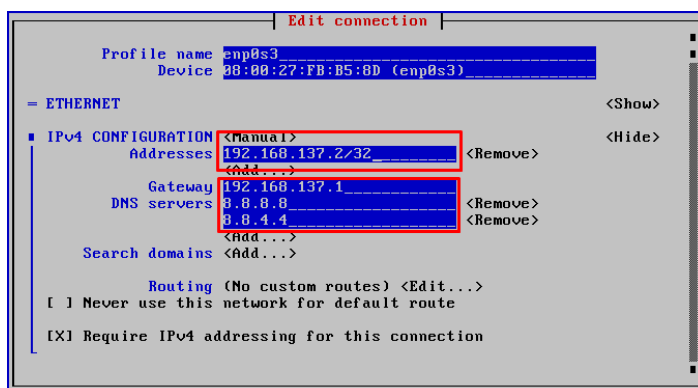 Edit connection
Profile name enp0s3
Device 08:00:27:FB:B5:8D (enp0s3)
= ETHERNET <Show>
IPv4 CONFIGURATION <Manual> <Hide>
Addresses 192.168.137.2/32 <Remove>
<Add...>
Gateway 192.168.137.1
DNS servers 8.8.8.8 <Remove>
8.8.4.4 <Remove>
<Add...>
Search domains <Add...>
Routing (No custom routes) <Edit...>
[ ] Never use this network for default route
[X] Require IPv4 addressing for this connection